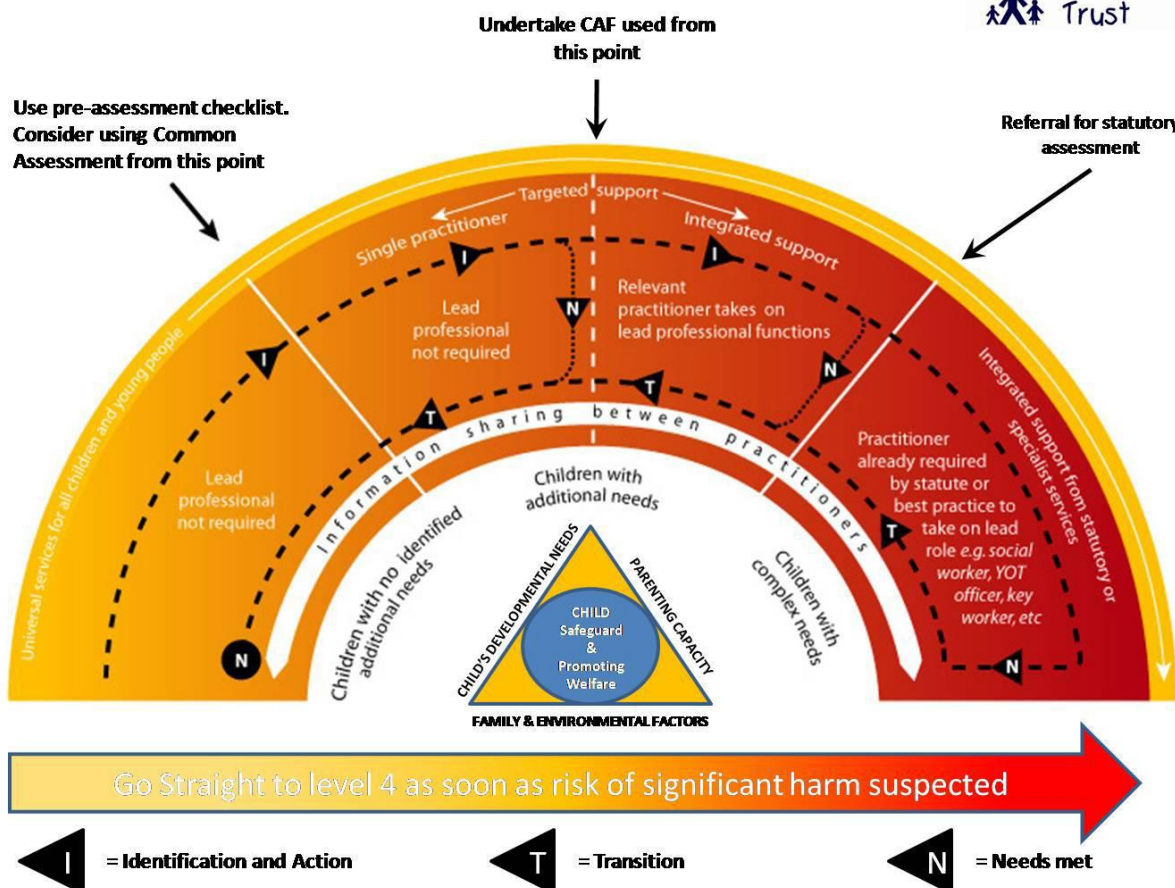 Trust
Undertake CAF used from
this point
Use pre-assessment checklist.
Consider using Common
Assessment from this point
Referral for statutory
assessment
Targeted support
Single practitioner
Integrated support
I
I
I
N
N
Lead
professional
not required
Relevant
practitioner takes on
lead professional functions
T
T
Universal services for all children and young people
Lead
professional
not required
Information sharing between practitioners
Integrated support from statutory or
specialist services
Practitioner
already required
by statute or
best practice to
take on lead
role e.g. social
worker, YOT
officer, key
worker, etc
T
N
N
Children with no identified
additional needs
Children with
additional needs
Children with
complex needs
CHILD'S DEVELOPMENTAL NEEDS
PARENTING CAPACITY
CHILD
Safeguard
&
Promoting
Welfare
FAMILY & ENVIRONMENTAL FACTORS
Go Straight to level 4 as soon as risk of significant harm suspected
I = Identification and Action
T = Transition
N = Needs met